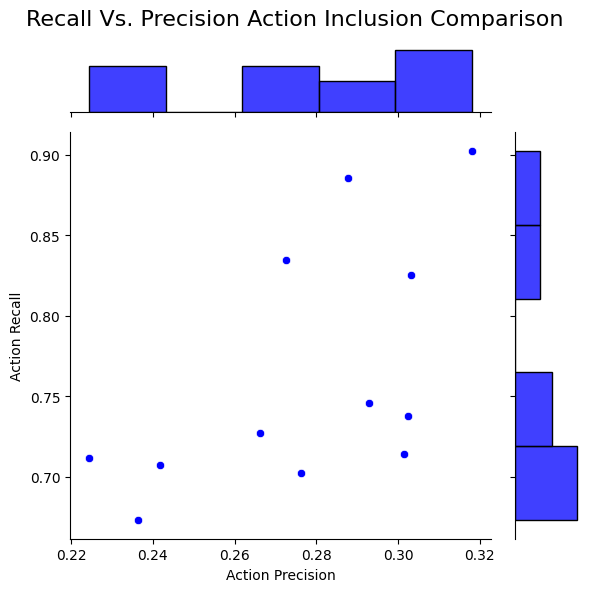 Recall Vs. Precision Action Inclusion Comparison
0.90
0.85
0.80
0.75
0.70
Action Recall
0.22 0.24 0.26 0.28 0.30 0.32
Action Precision